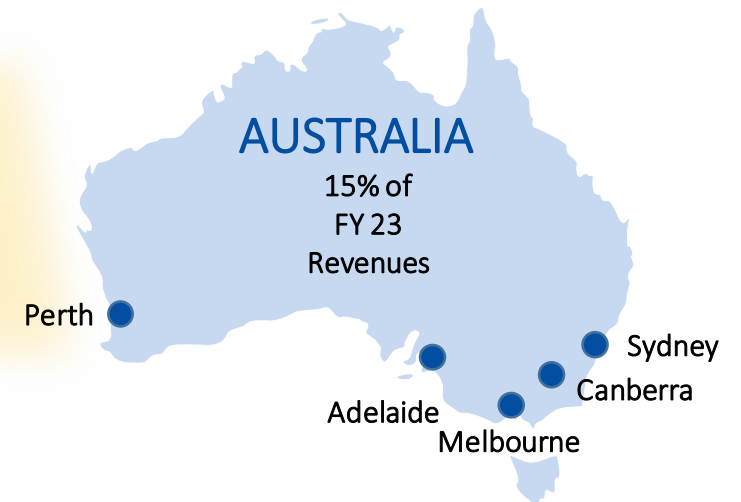 AUSTRALIA
15% of
FY 23
Revenues
Perth
Sydney
Canberra
Adelaide
Melbourne